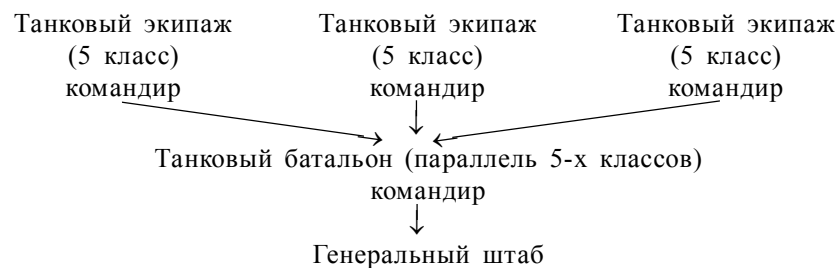 Танковый экипаж Танковый экипаж Танковый экипаж
(5 класс) (5 класс) (5 класс)
командир командир командир
Танковый батальон (параллель 5-х классов)
командир
Генеральный штаб